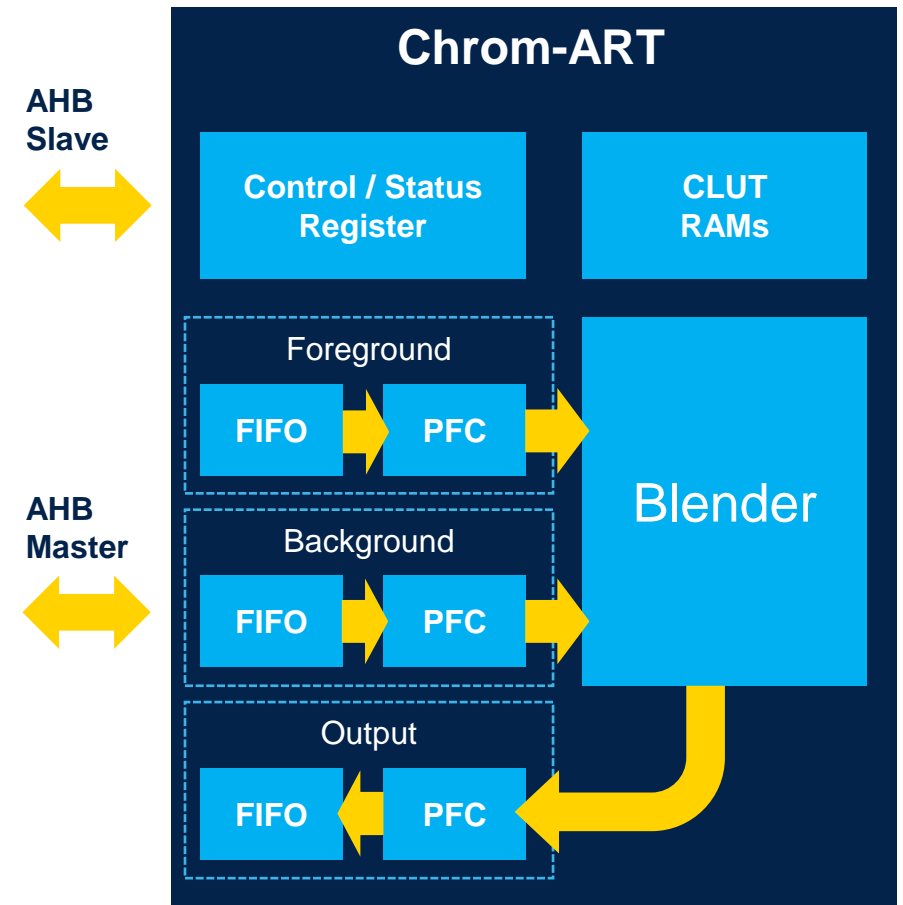 Chrom-ART
AHB
Slave
Control / Status
Register
CLUT
RAMs
Foreground
FIFO
PFC
Blender
AHB
Master
Background
FIFO
PFC
Output
FIFO
PFC